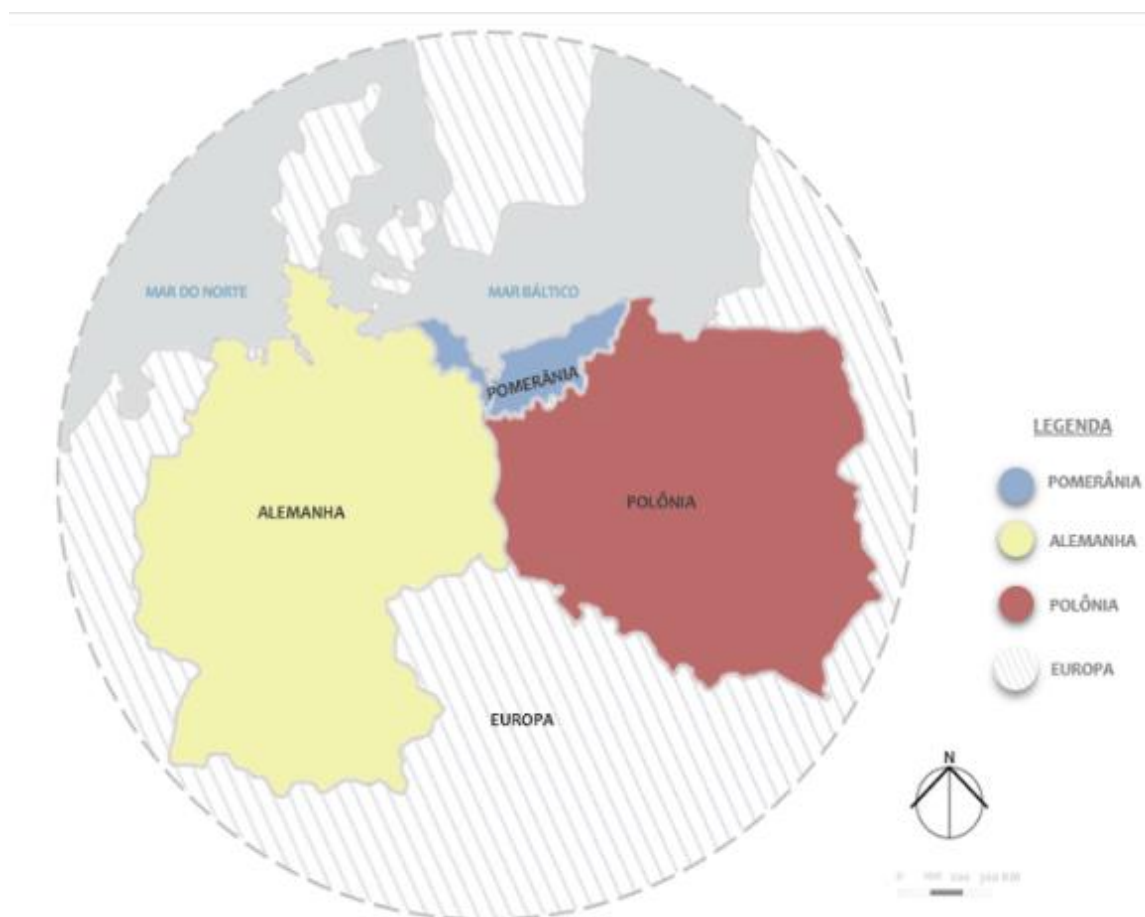 MAR DO NORTE
MAR BÁLTICO
POMERÂNIA
ALEMANHA
POLÔNIA
EUROPA
LEGENDA
POMERÂNIA
ALEMANHA
POLÔNIA
EUROPA
N